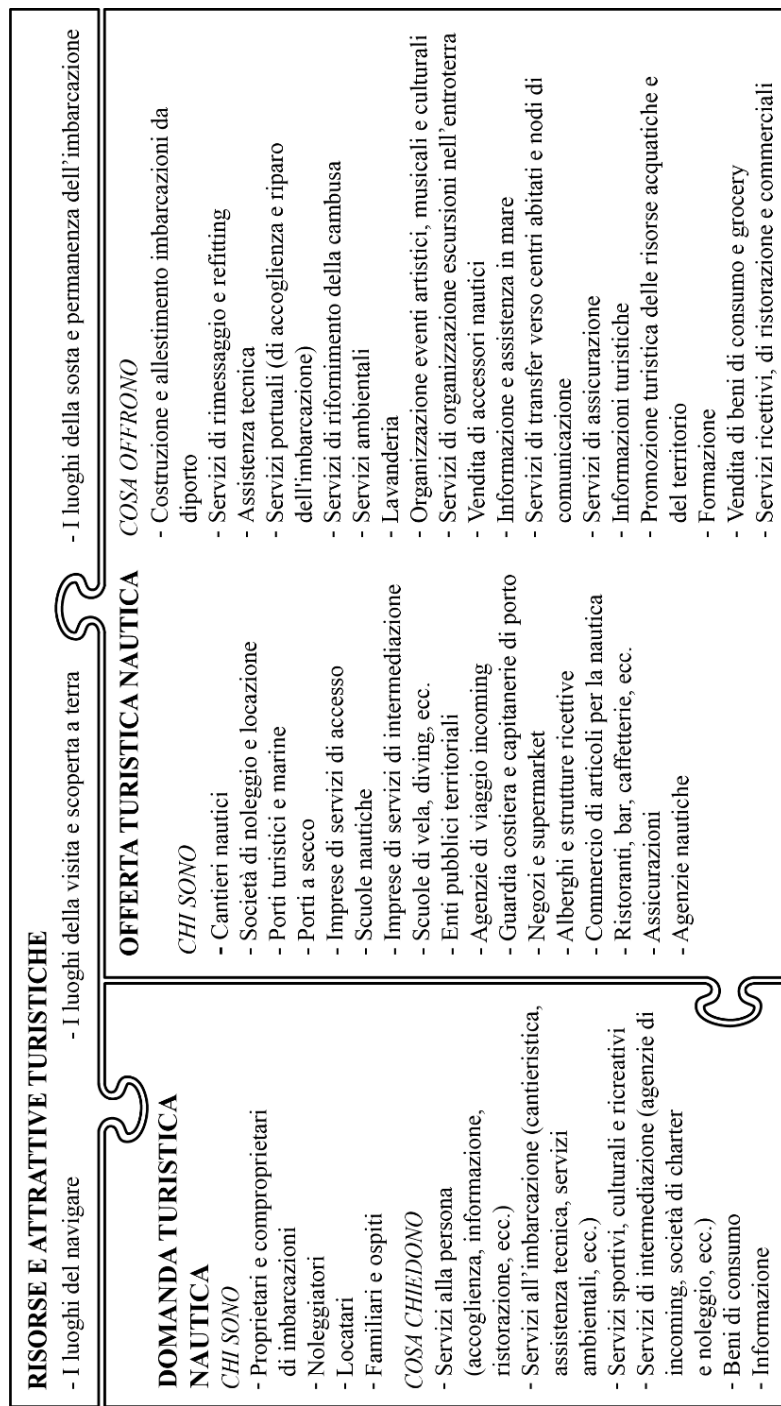 RISORSE E ATTRATTIVE TURISTICHE
- I luoghi del navigare
- I luoghi della visita e scoperta a terra
- I luoghi della sosta e permanenza dell'imbarcazione
DOMANDA TURISTICA
NAUTICA
CHI SONO
- Proprietari e comproprietari
di imbarcazioni
- Noleggiatori
- Locatari
- Familiari e ospiti
COSA CHIEDONO
- Servizi alla persona
(accoglienza, informazione,
ristorazione, ecc.)
- Servizi all'imbarcazione (cantieristica,
assistenza tecnica, servizi
ambientali, ecc.)
- Servizi sportivi, culturali e ricreativi
- Servizi di intermediazione (agenzie di
incoming, società di charter
e noleggio, ecc.)
- Beni di consumo
- Informazione
OFFERTA TURISTICA NAUTICA
CHI SONO
- Cantieri nautici
- Società di noleggio e locazione
- Porti turistici e marine
- Porti a secco
- Imprese di servizi di accesso
- Scuole nautiche
- Imprese di servizi di intermediazione
- Scuole di vela, diving, ecc.
- Enti pubblici territoriali
- Agenzie di viaggio incoming
- Guardia costiera e capitanerie di porto
- Negozi e supermarket
- Alberghi e strutture ricettive
- Commercio di articoli per la nautica
- Ristoranti, bar, caffetterie, ecc.
- Assicurazioni
- Agenzie nautiche
COSA OFFRONO
- Costruzione e allestimento imbarcazioni da
diporto
- Servizi di rimessaggio e refitting
- Assistenza tecnica
- Servizi portuali (di accoglienza e riparo
dell'imbarcazione)
- Servizi di rifornimento della cambusa
- Servizi ambientali
- Lavanderia
- Organizzazione eventi artistici, musicali e culturali
- Servizi di organizzazione escursioni nell'entroterra
- Vendita di accessori nautici
- Informazione e assistenza in mare
- Servizi di transfer verso centri abitati e nodi di
comunicazione
- Servizi di assicurazione
- Informazioni turistiche
- Promozione turistica delle risorse acquatiche e
del territorio
- Formazione
- Vendita di beni di consumo e grocery
- Servizi ricettivi, di ristorazione e commerciali